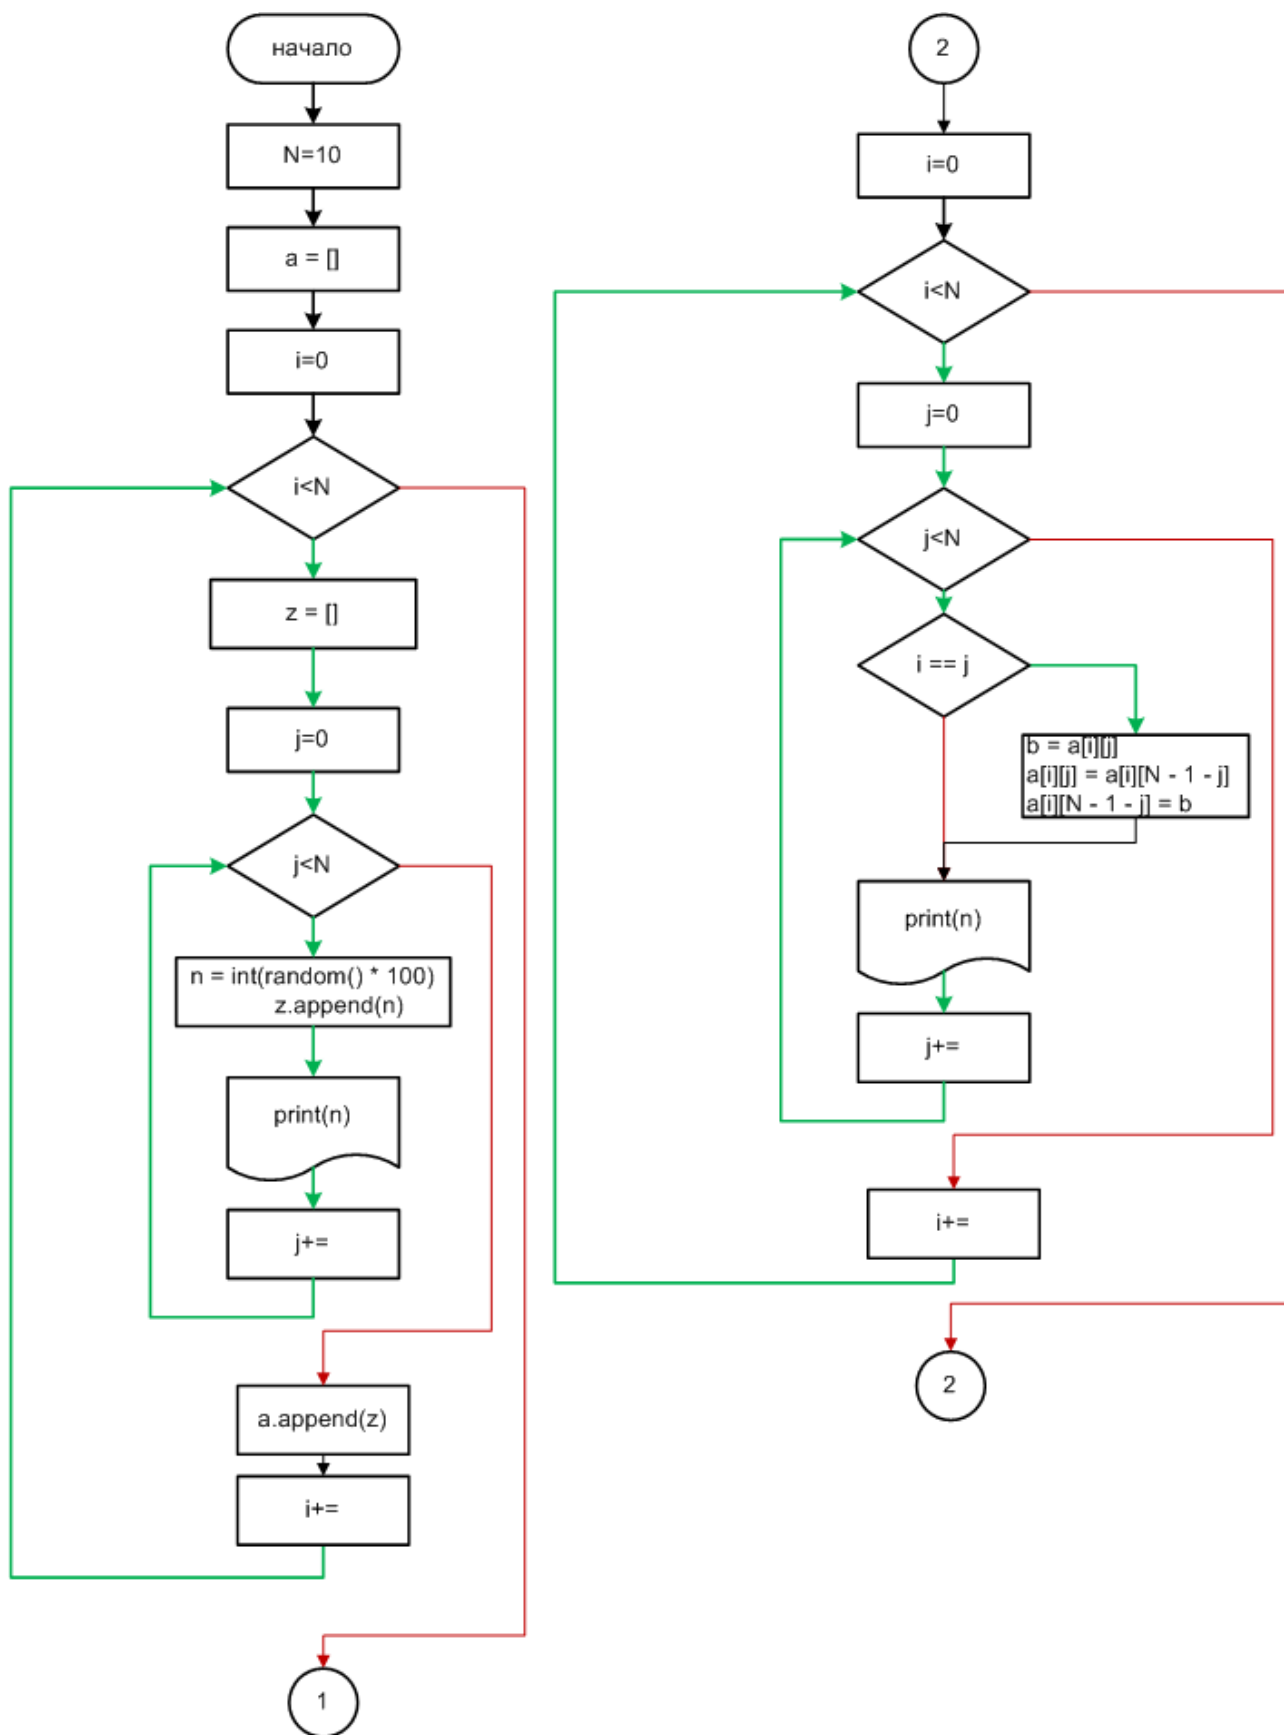 начало
N=10
a = []
i=0
i<N
z = []
j=0
j<N
n = int(random() * 100)
z.append(n)
print(n)
j+=
a.append(z)
i+=
1
2
i=0
i<N
j=0
j<N
i == j
b = a[i][j]
a[i][j] = a[i][N - 1 - j]
a[i][N - 1 - j] = b
print(n)
j+=
i+=
2